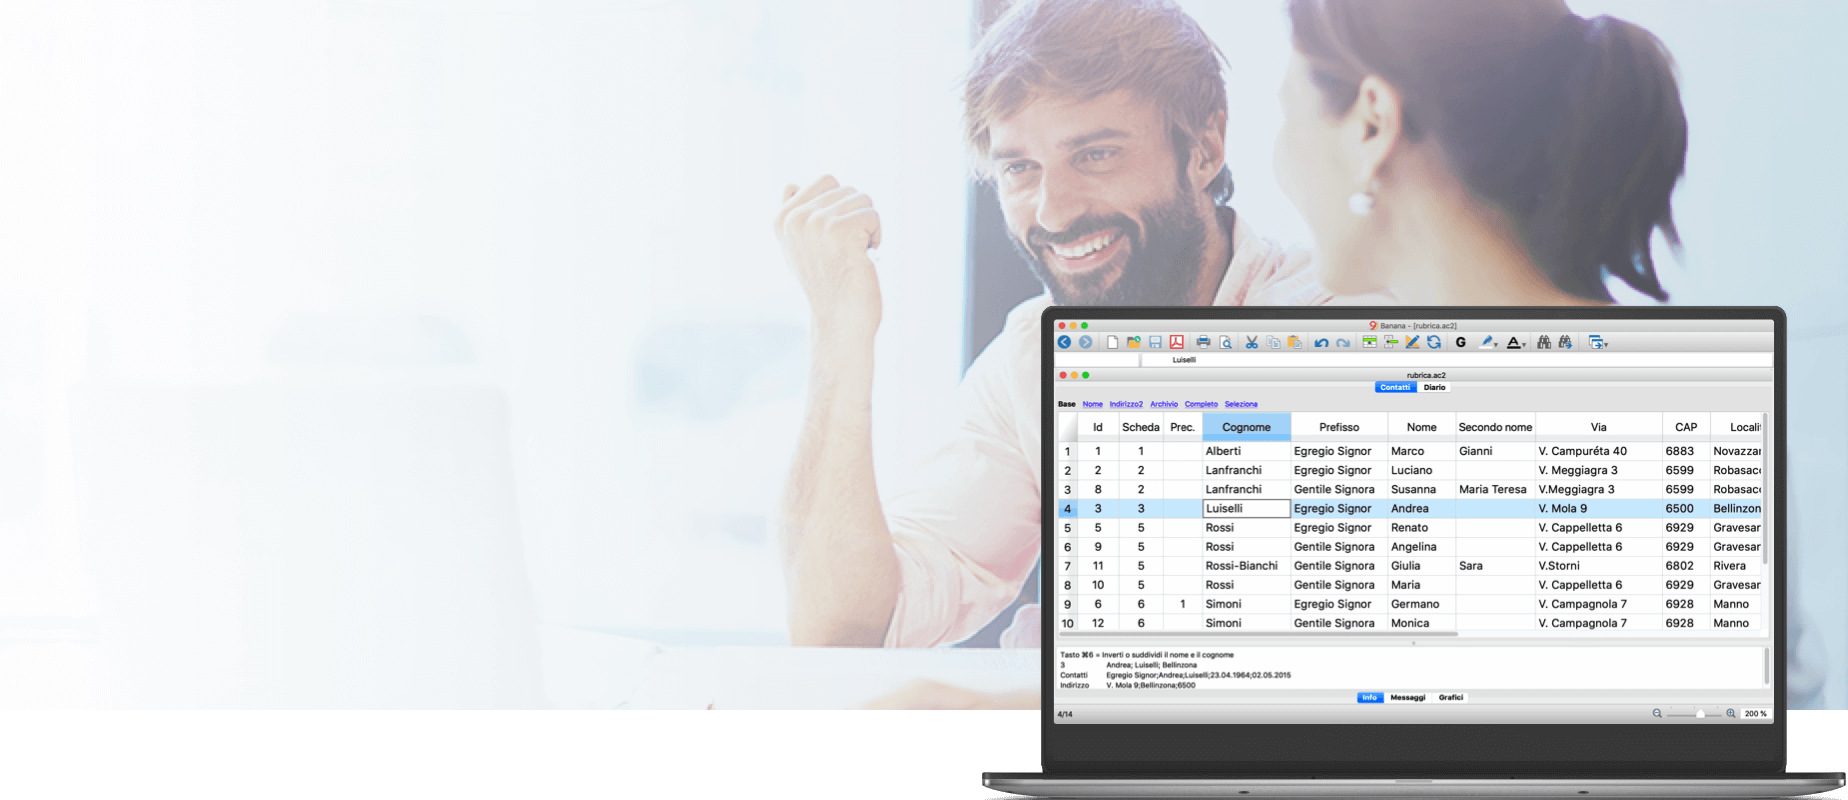 9 Banana - [rubrica.ac2]
G A
Luiselli
rubrica.ac2
Contatti Diario
Base Nome Indirizzo2 Archivio Completo Seleziona
Id Scheda Prec. Cognome Prefisso Nome Secondo nome Via CAP Localit
1 1 1 Alberti Egregio Signor Marco Gianni V. Campuréta 40 6883 Novazzar
2 2 2 Lanfranchi Egregio Signor Luciano V. Meggiagra 3 6599 Robasacc
3 8 2 Lanfranchi Gentile Signora Susanna Maria Teresa V.Meggiagra 3 6599 Robasacc
4 3 3 Luiselli Egregio Signor Andrea V. Mola 9 6500 Bellinzon
5 5 5 Rossi Egregio Signor Renato V. Cappelletta 6 6929 Gravesar
6 9 5 Rossi Gentile Signora Angelina V. Cappelletta 6 6929 Gravesar
7 11 5 Rossi-Bianchi Gentile Signora Giulia Sara V.Storni 6802 Rivera
8 10 5 Rossi Gentile Signora Maria V. Cappelletta 6 6929 Gravesar
9 6 6 1 Simoni Egregio Signor Germano V. Campagnola 7 6928 Manno
10 12 6 Simoni Gentile Signora Monica V. Campagnola 7 6928 Manno
Tasto ⌘6 = Inverti o suddividi il nome e il cognome
3 Andrea; Luiselli; Bellinzona
Contatti Egregio Signor;Andrea;Luiselli;23.04.1964;02.05.2015
Indirizzo V. Mola 9;Bellinzona;6500
Info Messaggi Grafici
4/14 200 %